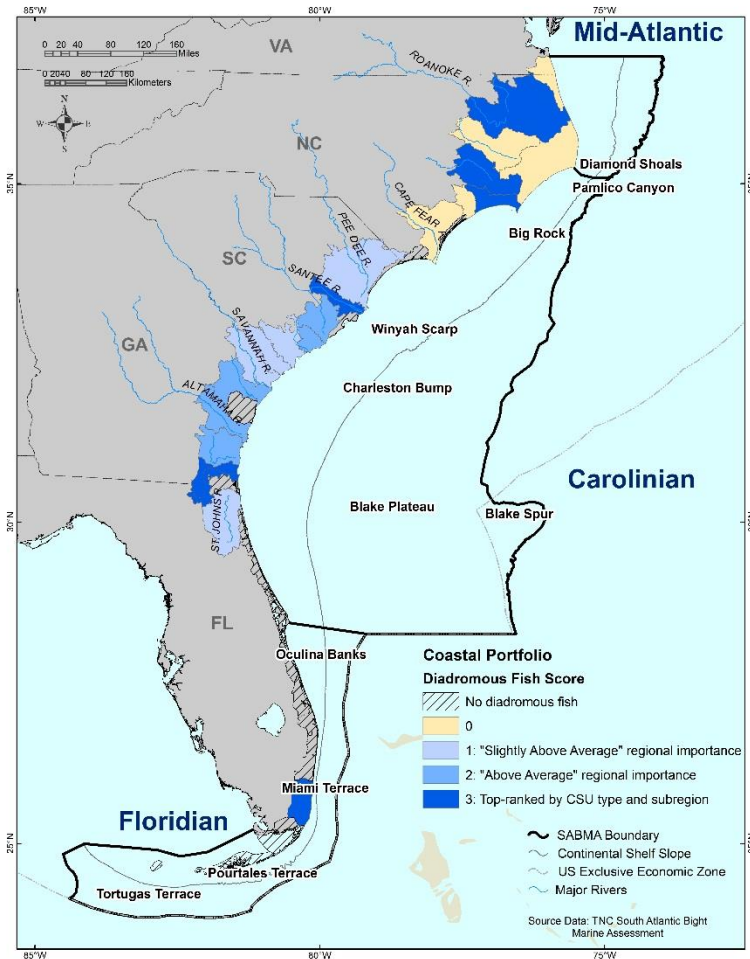 85°W
80°W
75°W
0 20 40 80 120 160
Miles
0 2040 80 120 160
Kilometers
N
W E
S
VA
Mid-Atlantic
ROANOKE R.
NC
Diamond Shoals
35°N
Pamlico Canyon
CAPE FEAR
Big Rock
PEE DEE R.
SC
SANTEE R.
SAVANNAH R.
Winyah Scarp
GA
Charleston Bump
ALTAMAHA R.
Carolinian
Blake Plateau
Blake Spur
30°N
ST. JOHNS R.
FL
Oculina Banks
Coastal Portfolio
Diadromous Fish Score
No diadromous fish
0
1: "Slightly Above Average" regional importance
2: "Above Average" regional importance
3: Top-ranked by CSU type and subregion
Miami Terrace
Floridian
25°N
25°N
Pourtales Terrace
Tortugas Terrace
SABMA Boundary
Continental Shelf Slope
US Exclusive Economic Zone
Major Rivers
Source Data: TNC South Atlantic Bight
Marine Assessment
85°W
80°W
75°W